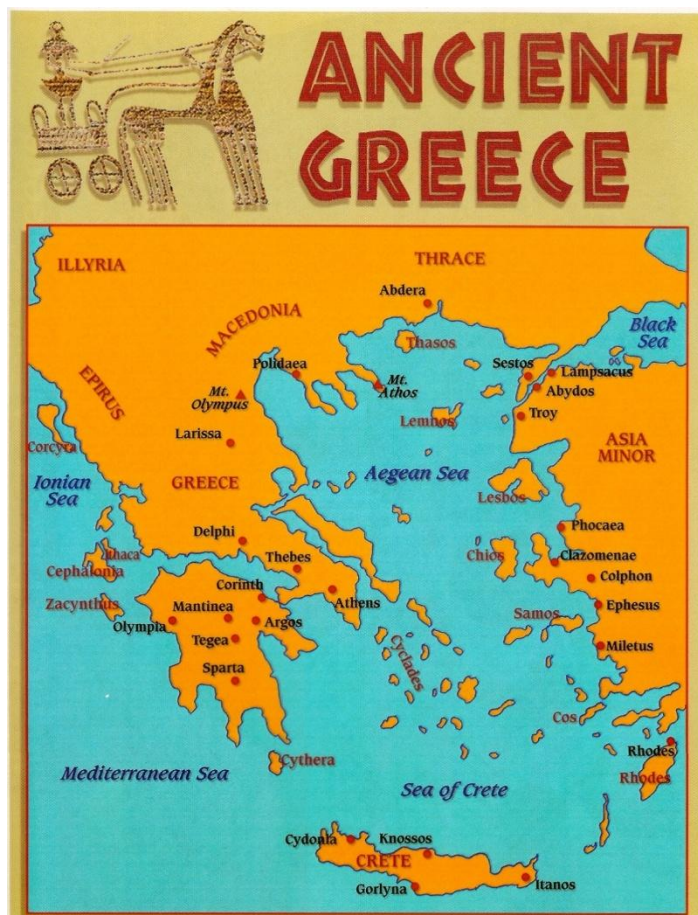 ANCIENT
GREECE
ILLYRIA
THRACE
Abdera
MACEDONIA
Black
Sea
Thasos
Polidaea
Sestos
Lampsacus
EPIRUS
Mt.
Olympus
Mt.
Athos
Abydos
Lemnos
Troy
Larissa
Corcyra
ASIA
MINOR
Ionian
Sea
GREECE
Aegean Sea
Lesbos
Delphi
Phocaea
Ithaca
Thebes
Chios
Clazomenae
Cephalonia
Corinth
Colphon
Zacynthus
Mantinea
Athens
Ephesus
Olympia
Argos
Samos
Tegea
Cyclades
Miletus
Sparta
Cos
Rhodes
Cythera
Mediterranean Sea
Rhodes
Sea of Crete
Cydonia
Knossos
CRETE
Gorlyna
Itanos